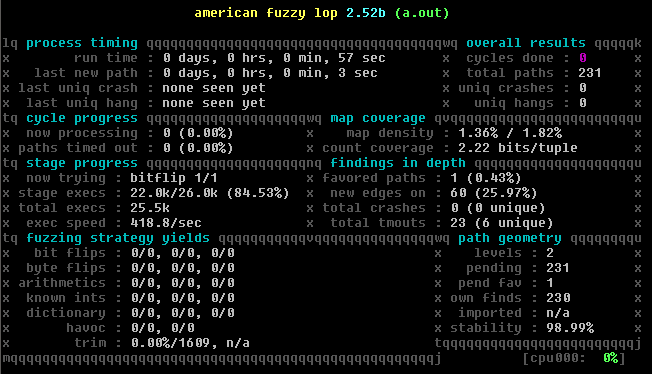 american fuzzy lop 2.52b (a.out)
lq process timing qqqqqqqqqqqqqqqqqqqqqqqqqqqqqqqqqqqqqwq overall results qqqqqk
x        run time : 0 days, 0 hrs, 0 min, 57 sec       x  cycles done : 0      x
x   last new path : 0 days, 0 hrs, 0 min, 3 sec        x  total paths : 231    x
x last uniq crash : none seen yet                      x uniq crashes : 0      x
x  last uniq hang : none seen yet                      x   uniq hangs : 0      x
tq cycle progress qqqqqqqqqqqqqqqqqqqqwq map coverage qvqqqqqqqqqqqqqqqqqqqqqqqu
x  now processing : 0 (0.00%)         x    map density : 1.36% / 1.82%         x
x paths timed out : 0 (0.00%)         x count coverage : 2.22 bits/tuple       x
tq stage progress qqqqqqqqqqqqqqqqqqqqnq findings in depth qqqqqqqqqqqqqqqqqqqqu
x  now trying : bitflip 1/1           x favored paths : 1 (0.43%)              x
x stage execs : 22.0k/26.0k (84.53%)  x  new edges on : 60 (25.97%)            x
x total execs : 25.5k                 x total crashes : 0 (0 unique)           x
x  exec speed : 418.8/sec             x  total tmouts : 23 (6 unique)          x
tq fuzzing strategy yields qqqqqqqqqqqvqqqqqqqqqqqqqqqqwq path geometry qqqqqqqqu
x   bit flips : 0/0, 0/0, 0/0                         x    levels : 2          x
x  byte flips : 0/0, 0/0, 0/0                         x   pending : 231        x
x arithmetics : 0/0, 0/0, 0/0                         x  pend fav : 1          x
x  known ints : 0/0, 0/0, 0/0                         x own finds : 230        x
x  dictionary : 0/0, 0/0, 0/0                         x  imported : n/a        x
x       havoc : 0/0, 0/0                              x stability : 98.99%     x
x        trim : 0.00%/1609, n/a                       tqqqqqqqqqqqqqqqqqqqqqqqqj
mqqqqqqqqqqqqqqqqqqqqqqqqqqqqqqqqqqqqqqqqqqqqqqqqqqqqqj          [cpu000:  0%]